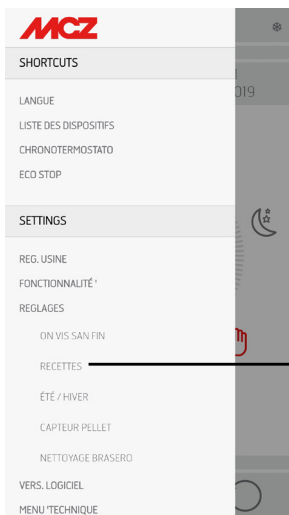 MCZ
SHORTCUTS
LANGUE
LISTE DES DISPOSITIFS
CHRONOTERMOSTATO
ECO STOP
SETTINGS
REG. USINE
FONCTIONNALITÉ '
REGLAGES
ON VIS SAN FIN
RECETTES
ÉTÉ / HIVER
CAPTEUR PELLET
NETTOYAGE BRASERO
VERS. LOGICIEL
MENU 'TECHNIQUE
019